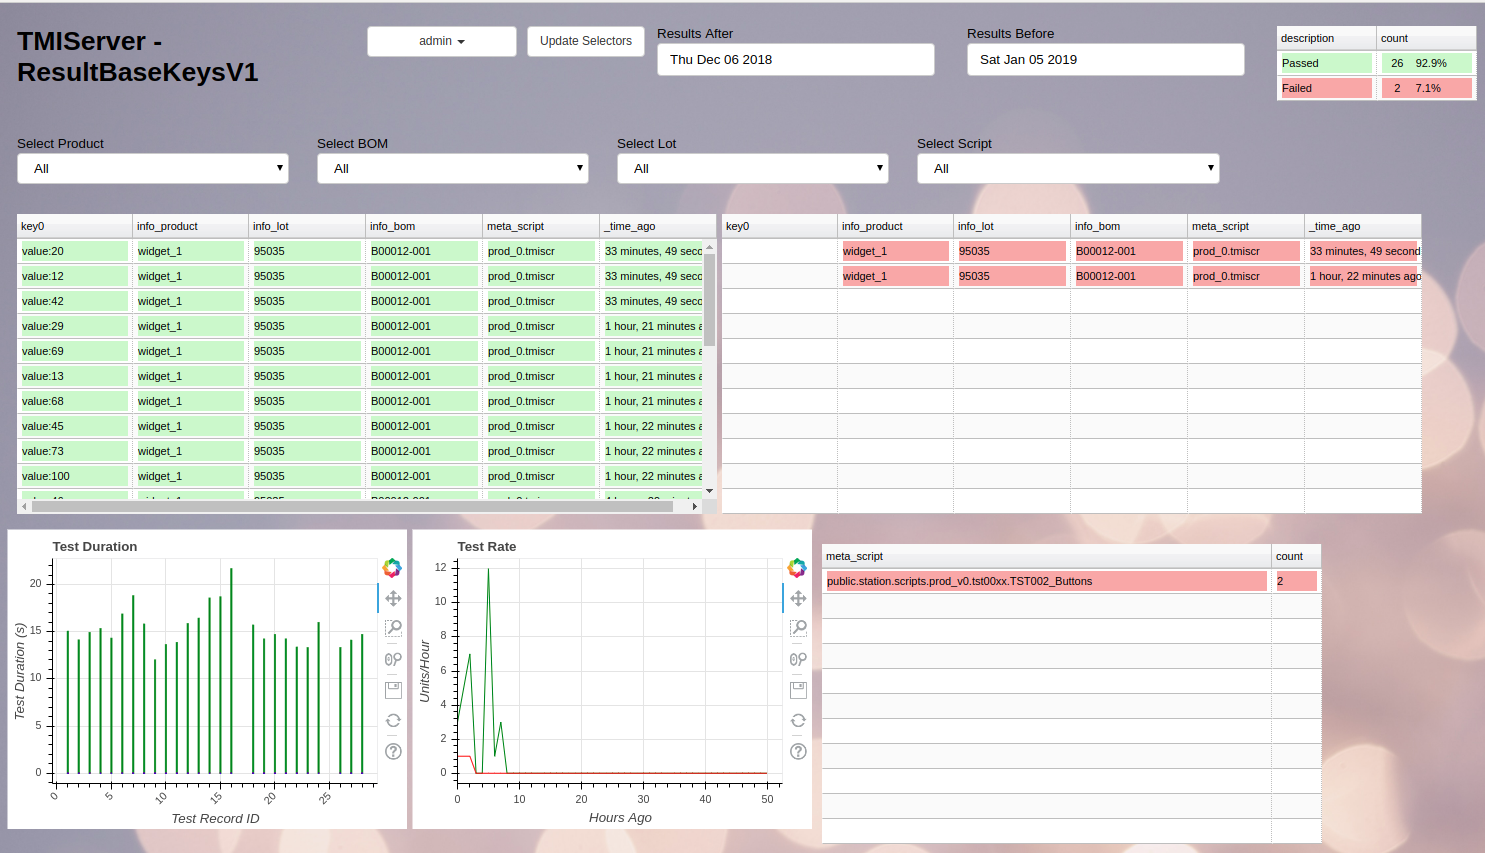 TMIServer -
ResultBaseKeysV1
admin
Update Selectors
Results After
Thu Dec 06 2018
Results Before
Sat Jan 05 2019
description count
Passed 26 92.9%
Failed 2 7.1%
Select Product
All
Select BOM
All
Select Lot
All
Select Script
All
key0 info_product info_lot info_bom meta_script _time_ago
value:20 widget_1 95035 B00012-001 prod_0.tmiscr 33 minutes, 49 seco
value:12 widget_1 95035 B00012-001 prod_0.tmiscr 33 minutes, 49 seco
value:42 widget_1 95035 B00012-001 prod_0.tmiscr 33 minutes, 49 seco
value:29 widget_1 95035 B00012-001 prod_0.tmiscr 1 hour, 21 minutes a
value:69 widget_1 95035 B00012-001 prod_0.tmiscr 1 hour, 21 minutes a
value:13 widget_1 95035 B00012-001 prod_0.tmiscr 1 hour, 21 minutes a
value:68 widget_1 95035 B00012-001 prod_0.tmiscr 1 hour, 21 minutes a
value:45 widget_1 95035 B00012-001 prod_0.tmiscr 1 hour, 22 minutes a
value:73 widget_1 95035 B00012-001 prod_0.tmiscr 1 hour, 22 minutes a
value:100 widget_1 95035 B00012-001 prod_0.tmiscr 1 hour, 22 minutes a
key0 info_product info_lot info_bom meta_script _time_ago
widget_1 95035 B00012-001 prod_0.tmiscr 33 minutes, 49 second
widget_1 95035 B00012-001 prod_0.tmiscr 1 hour, 22 minutes ago
Test Duration
Test Duration (s)
20
15
10
5
0
0 5 10 15 20 25
Test Record ID
Test Rate
Units/Hour
12
10
8
6
4
2
0
0 10 20 30 40 50
Hours Ago
meta_script count
public.station.scripts.prod_v0.tst00xx.TST002_Buttons 2